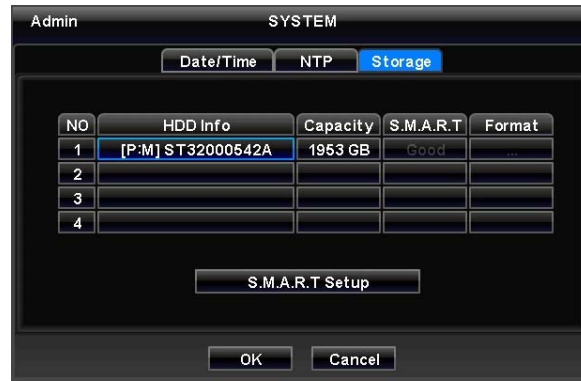 Admin SYSTEM
Date/Time NTP Storage
NO HDD Info Capacity S.M.A.R.T Format
1 [P:M] ST32000542A 1953 GB Good ...
2
3
4
S.M.A.R.T Setup
OK Cancel